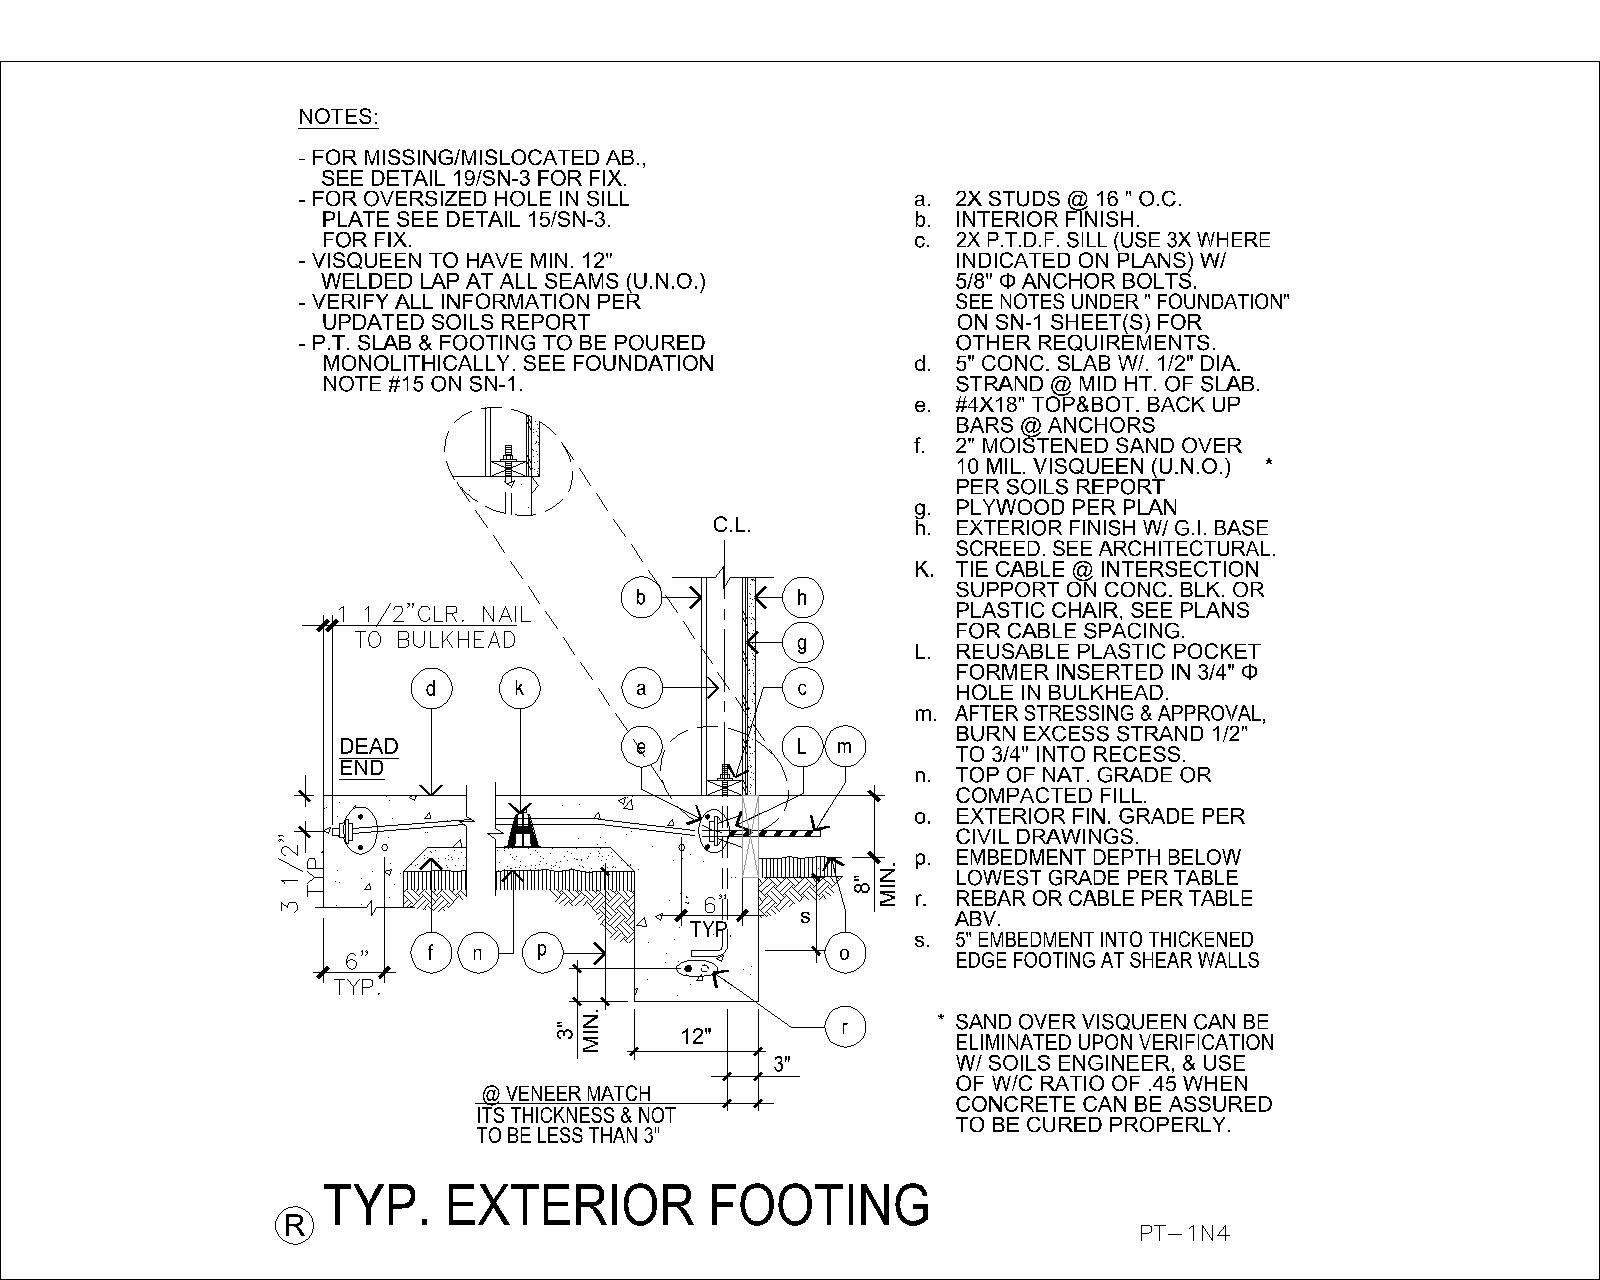 NOTES:
- FOR MISSING/MISLOCATED AB.,
SEE DETAIL 19/SN-3 FOR FIX.
- FOR OVERSIZED HOLE IN SILL
PLATE SEE DETAIL 15/SN-3.
FOR FIX.
- VISQUEEN TO HAVE MIN. 12"
WELDED LAP AT ALL SEAMS (U.N.O.)
- VERIFY ALL INFORMATION PER
UPDATED SOILS REPORT
- P.T. SLAB & FOOTING TO BE POURED
MONOLITHICALLY. SEE FOUNDATION
NOTE #15 ON SN-1.
a. 2X STUDS @ 16 " O.C.
b. INTERIOR FINISH.
c. 2X P.T.D.F. SILL (USE 3X WHERE
INDICATED ON PLANS) W/
5/8" Φ ANCHOR BOLTS.
SEE NOTES UNDER " FOUNDATION"
ON SN-1 SHEET(S) FOR
OTHER REQUIREMENTS.
d. 5" CONC. SLAB W/. 1/2" DIA.
STRAND @ MID HT. OF SLAB.
e. #4X18" TOP&BOT. BACK UP
BARS @ ANCHORS
f. 2" MOISTENED SAND OVER
10 MIL. VISQUEEN (U.N.O.) *
PER SOILS REPORT
g. PLYWOOD PER PLAN
h. EXTERIOR FINISH W/ G.I. BASE
SCREED. SEE ARCHITECTURAL.
K. TIE CABLE @ INTERSECTION
SUPPORT ON CONC. BLK. OR
PLASTIC CHAIR, SEE PLANS
FOR CABLE SPACING.
L. REUSABLE PLASTIC POCKET
FORMER INSERTED IN 3/4" Φ
HOLE IN BULKHEAD.
m. AFTER STRESSING & APPROVAL,
BURN EXCESS STRAND 1/2"
TO 3/4" INTO RECESS.
n. TOP OF NAT. GRADE OR
COMPACTED FILL.
o. EXTERIOR FIN. GRADE PER
CIVIL DRAWINGS.
p. EMBEDMENT DEPTH BELOW
LOWEST GRADE PER TABLE
r. REBAR OR CABLE PER TABLE
ABV.
s. 5" EMBEDMENT INTO THICKENED
EDGE FOOTING AT SHEAR WALLS
* SAND OVER VISQUEEN CAN BE
ELIMINATED UPON VERIFICATION
W/ SOILS ENGINEER, & USE
OF W/C RATIO OF .45 WHEN
CONCRETE CAN BE ASSURED
TO BE CURED PROPERLY.
C.L.
b
h
1 1/2”CLR. NAIL
TO BULKHEAD
g
d
k
a
c
DEAD
END
e
L
m
3 1/2”
TYP
8"
MIN.
6”
TYP.
s
f
n
p
o
6”
TYP.
3"
MIN.
r
12"
3"
@ VENEER MATCH
ITS THICKNESS & NOT
TO BE LESS THAN 3"
R TYP. EXTERIOR FOOTING
PT-1N4